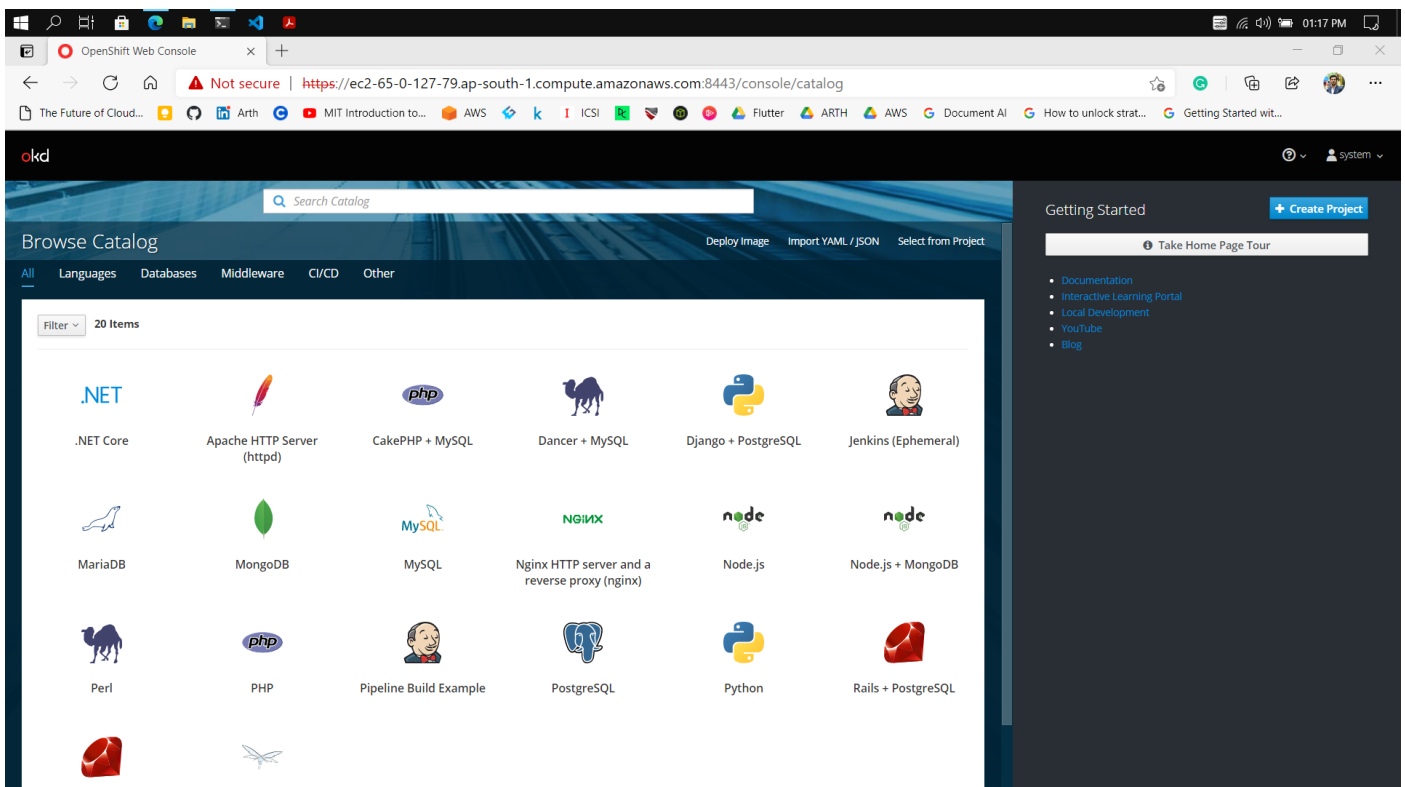 01:17 PM
OpenShift Web Console
Not secure | https://ec2-65-0-127-79.ap-south-1.compute.amazonaws.com:8443/console/catalog
The Future of Cloud... Arth MIT Introduction to... AWS k I ICSI Flutter ARTH AWS Document AI How to unlock strat... Getting Started wit...
okd system
Search Catalog
Getting Started Create Project
Browse Catalog Deploy Image Import YAML / JSON Select from Project
Take Home Page Tour
All Languages Databases Middleware CI/CD Other
Documentation
Interactive Learning Portal
Local Development
YouTube
Blog
Filter 20 Items
.NET php
.NET Core Apache HTTP Server (httpd) CakePHP + MySQL Dancer + MySQL Django + PostgreSQL Jenkins (Ephemeral)
MySQL NGINX node JS node JS
MariaDB MongoDB MySQL Nginx HTTP server and a reverse proxy (nginx) Node.js Node.js + MongoDB
php
Perl PHP Pipeline Build Example PostgreSQL Python Rails + PostgreSQL